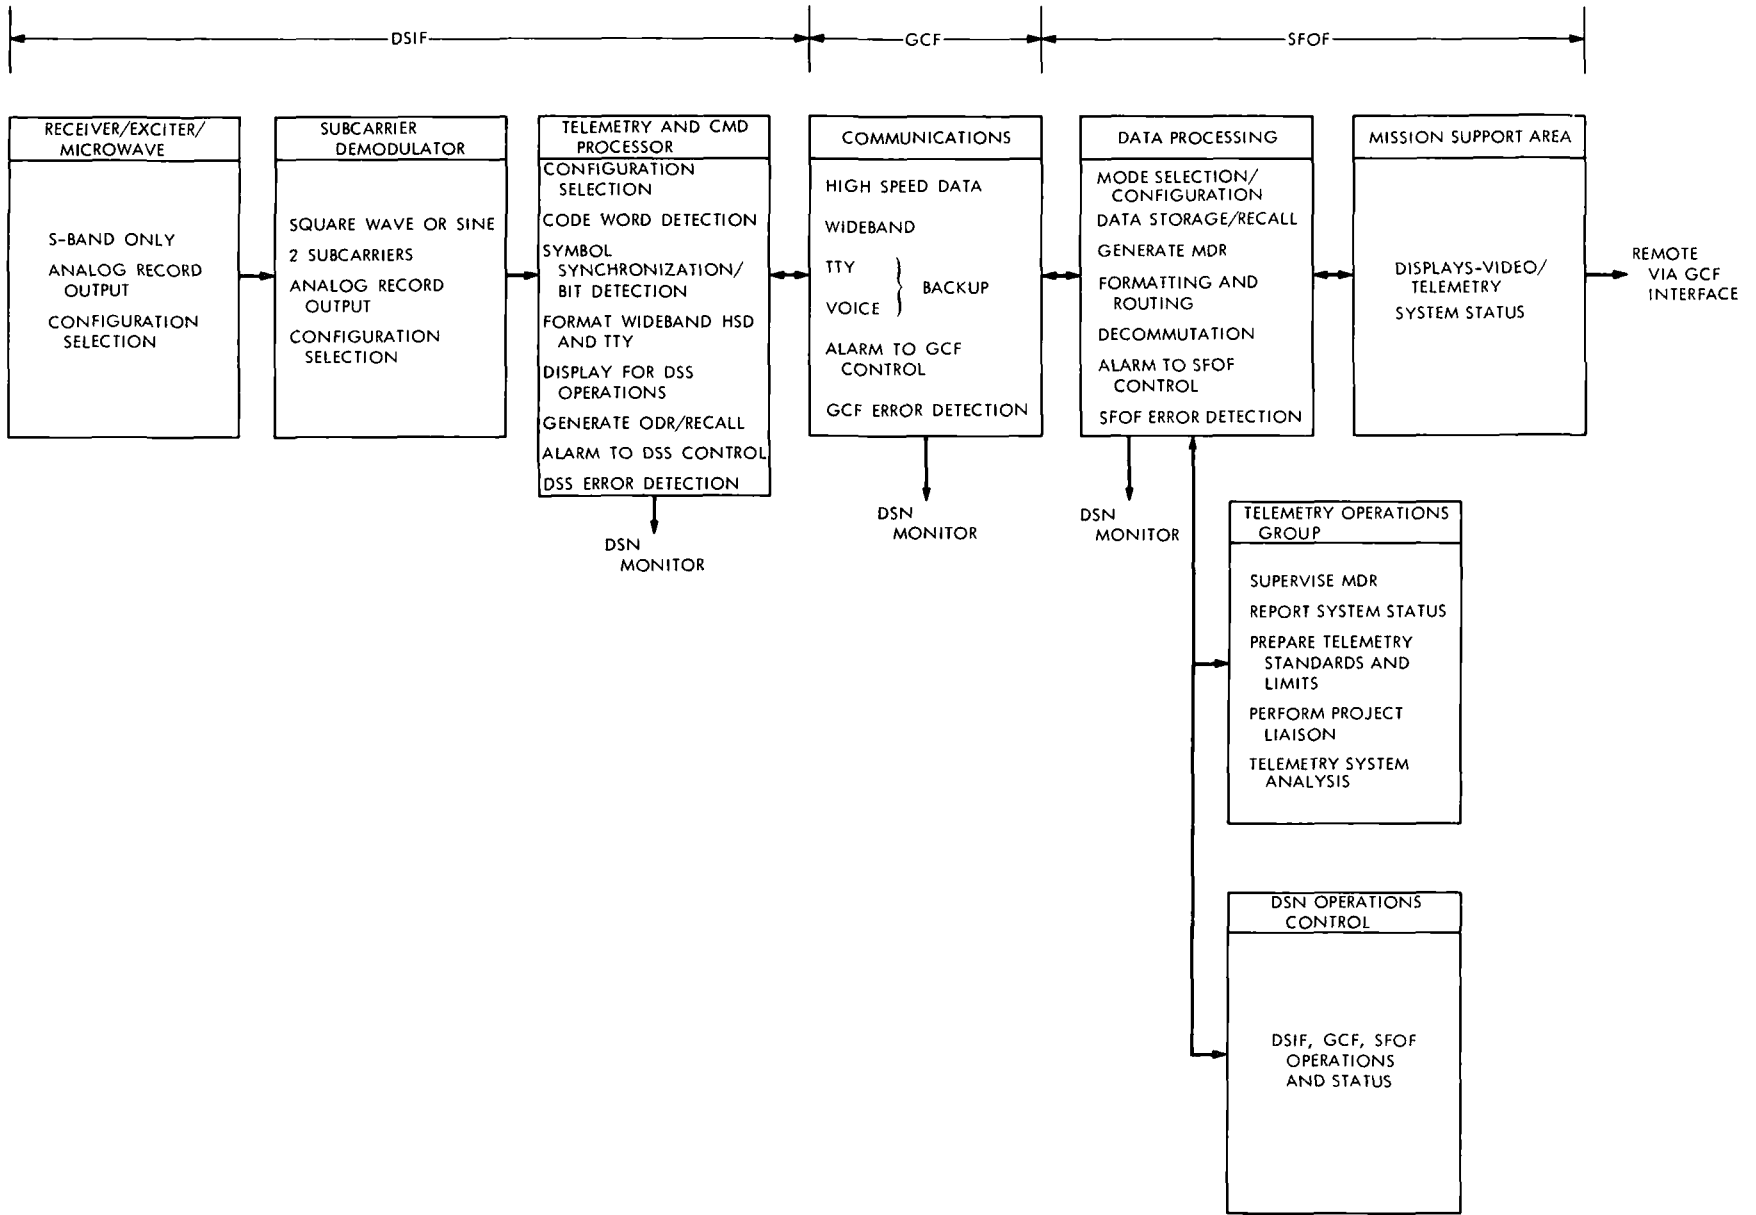 DSIF
GCF
SFOF
RECEIVER/EXCITER/
MICROWAVE
S-BAND ONLY
ANALOG RECORD
OUTPUT
CONFIGURATION
SELECTION
SUBCARRIER
DEMODULATOR
SQUARE WAVE OR SINE
2 SUBCARRIERS
ANALOG RECORD
OUTPUT
CONFIGURATION
SELECTION
TELEMETRY AND CMD
PROCESSOR
CONFIGURATION
SELECTION
CODE WORD DETECTION
SYMBOL
SYNCHRONIZATION/
BIT DETECTION
FORMAT WIDEBAND HSD
AND TTY
DISPLAY FOR DSS
OPERATIONS
GENERATE ODR/RECALL
ALARM TO DSS CONTROL
DSS ERROR DETECTION
DSN
MONITOR
COMMUNICATIONS
HIGH SPEED DATA
WIDEBAND
TTY
VOICE
BACKUP
ALARM TO GCF
CONTROL
GCF ERROR DETECTION
DSN
MONITOR
DATA PROCESSING
MODE SELECTION/
CONFIGURATION
DATA STORAGE/RECALL
GENERATE MDR
FORMATTING AND
ROUTING
DECOMMUTATION
ALARM TO SFOF
CONTROL
SFOF ERROR DETECTION
DSN
MONITOR
MISSION SUPPORT AREA
DISPLAYS-VIDEO/
TELEMETRY
SYSTEM STATUS
REMOTE
VIA GCF
INTERFACE
TELEMETRY OPERATIONS
GROUP
SUPERVISE MDR
REPORT SYSTEM STATUS
PREPARE TELEMETRY
STANDARDS AND
LIMITS
PERFORM PROJECT
LIAISON
TELEMETRY SYSTEM
ANALYSIS
DSN OPERATIONS
CONTROL
DSIF, GCF, SFOF
OPERATIONS
AND STATUS